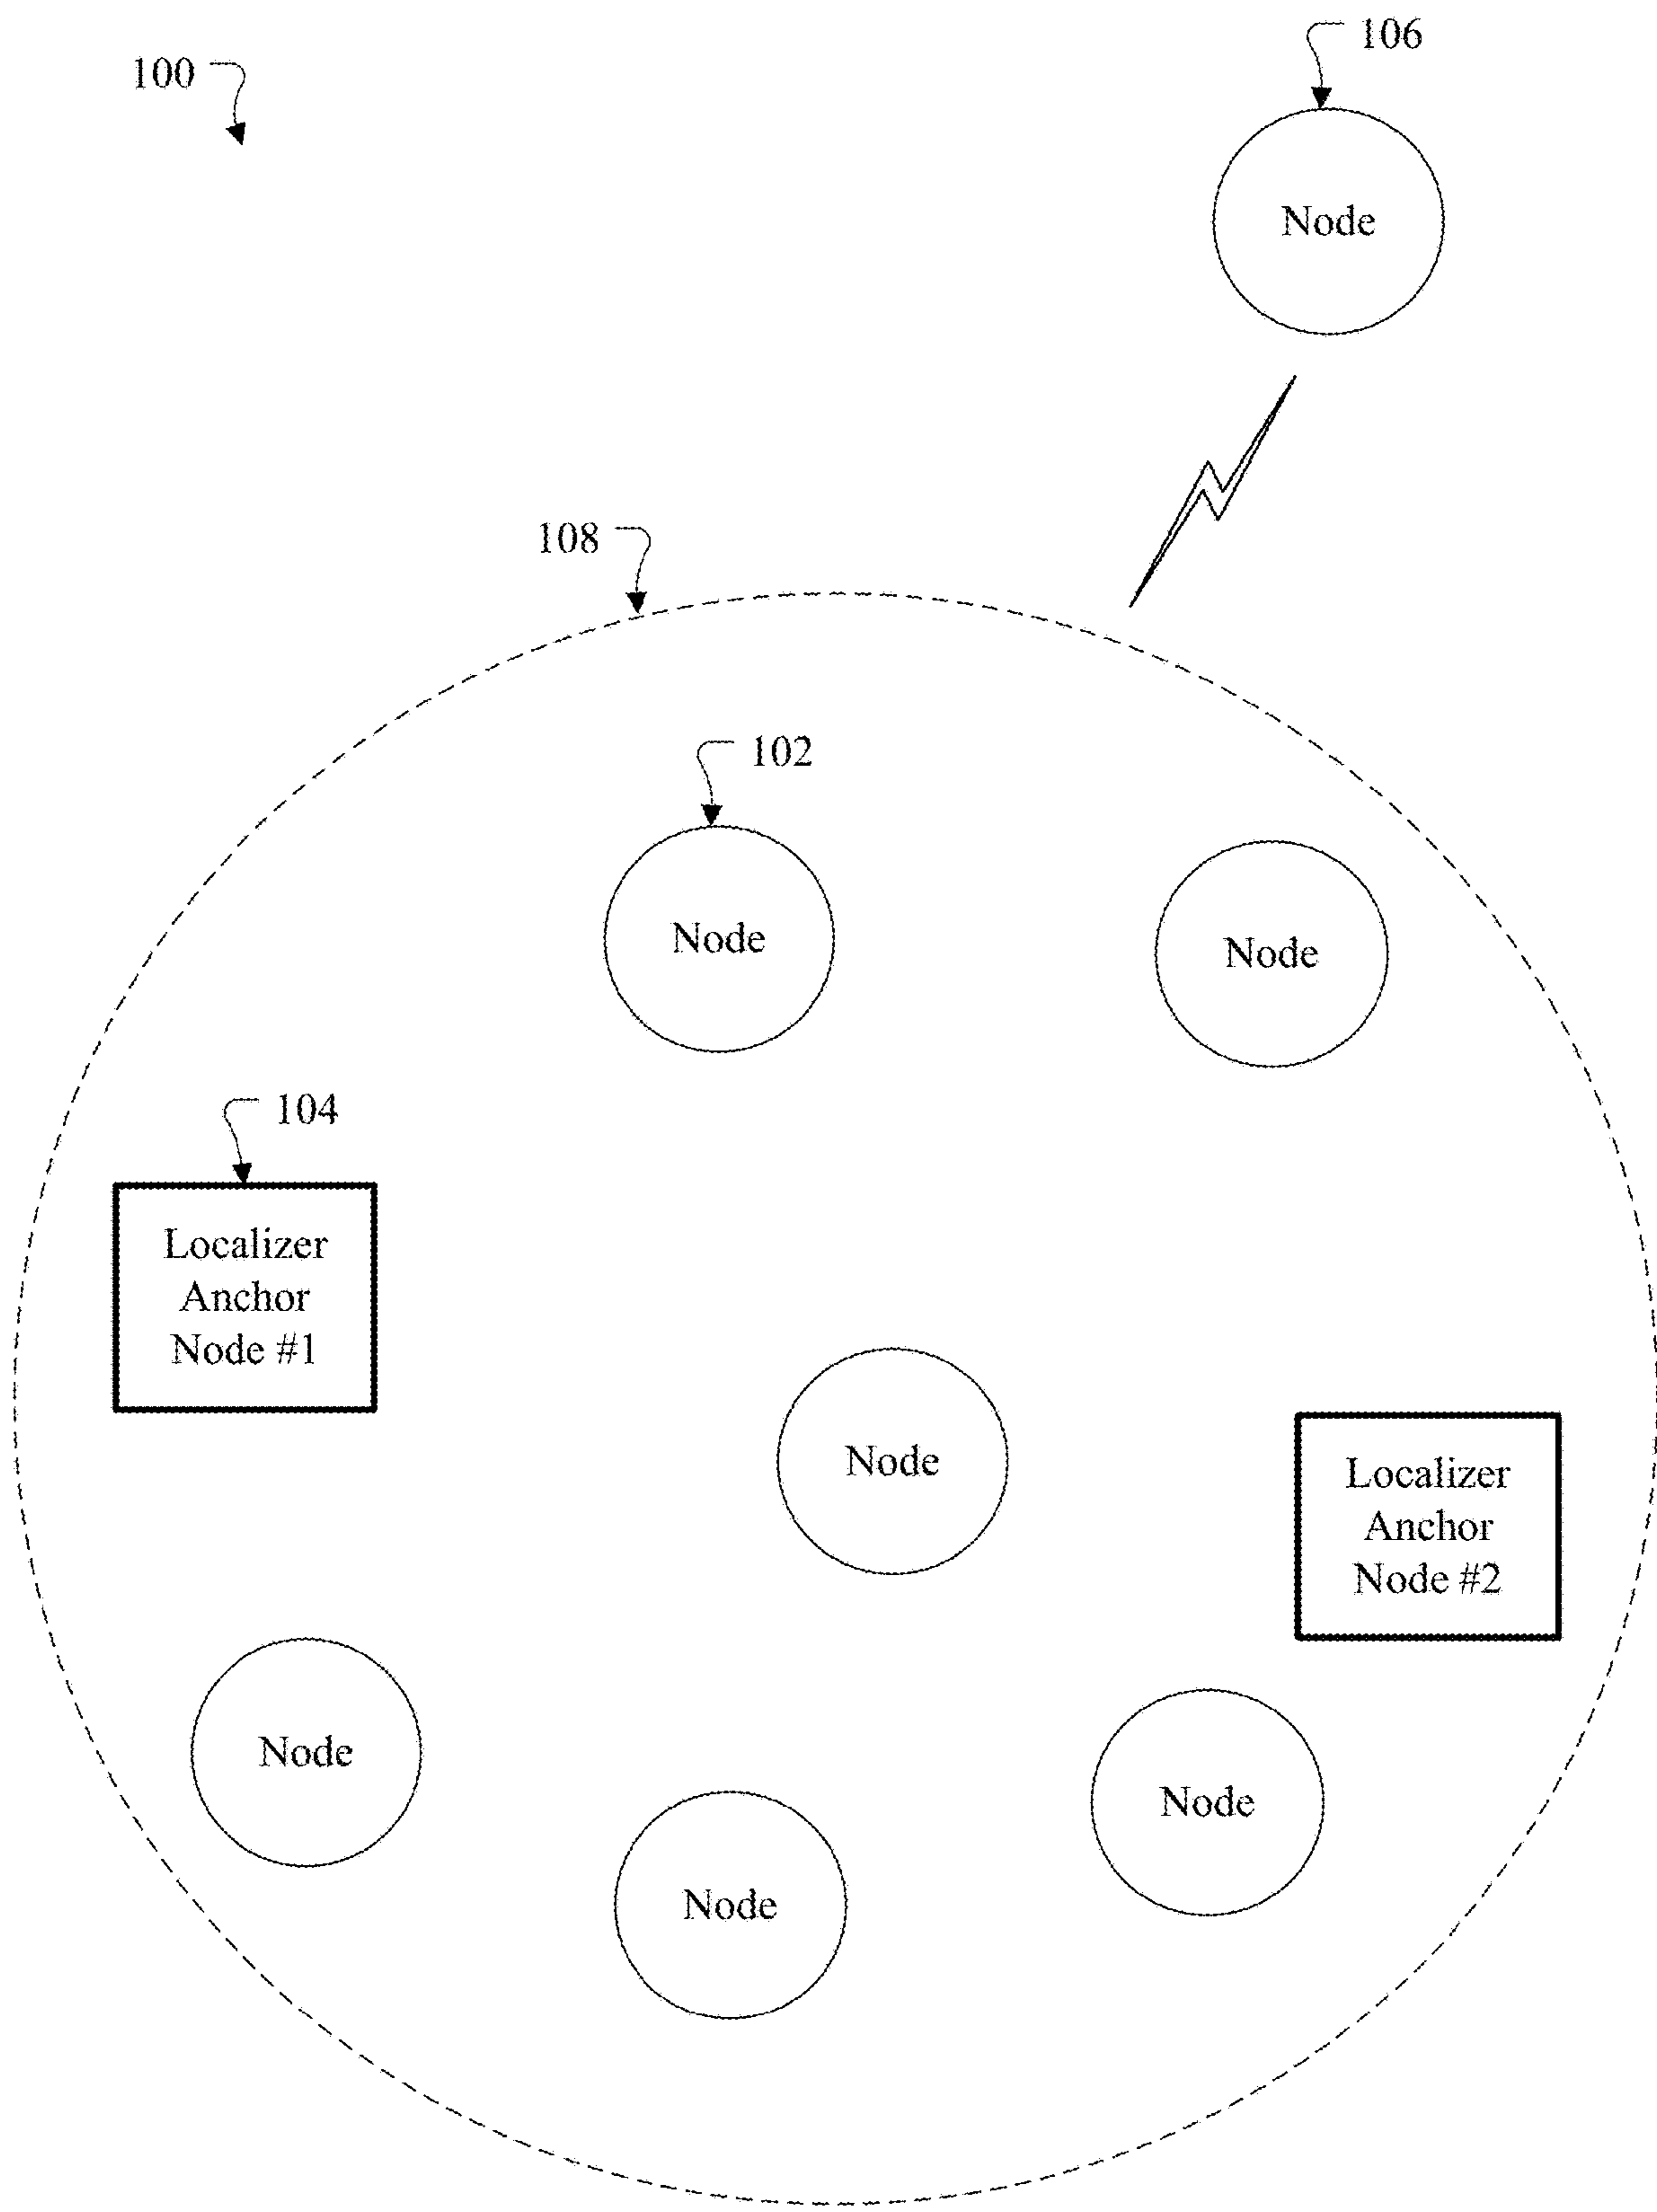 106
100
Node
108
102
Node
Node
104
Localizer
Anchor
Node #1
Node
Localizer
Anchor
Node #2
Node
Node
Node